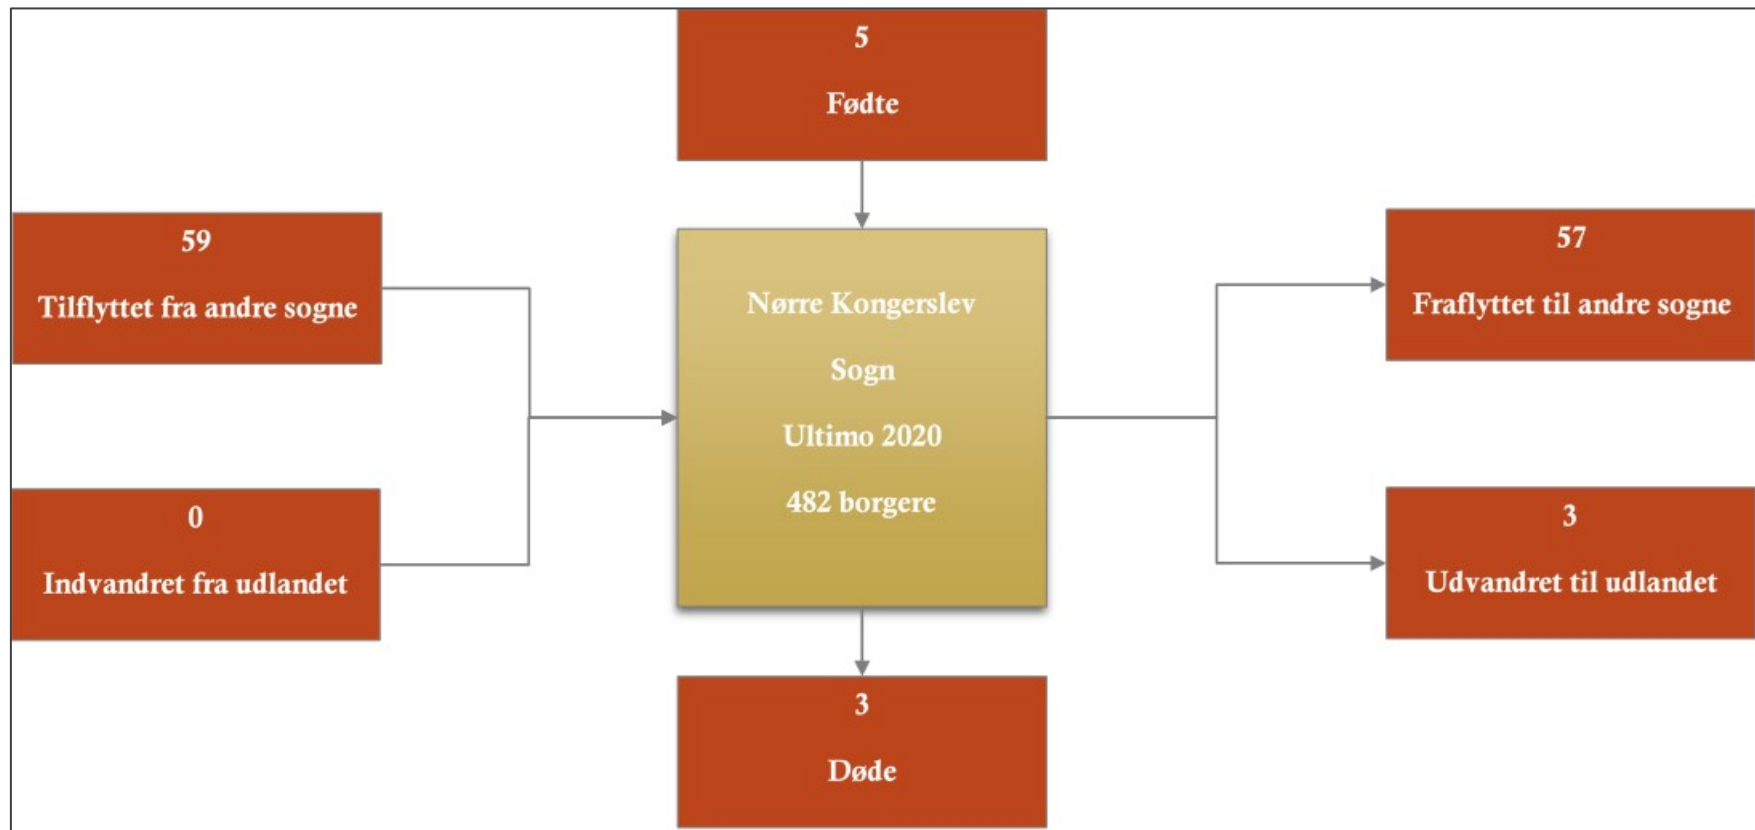 5
Fødte
59
Tilflyttet fra andre sogne
0
Indvandret fra udlandet
Nørre Kongerslev
Sogn
Ultimo 2020
482 borgere
57
Fraflyttet til andre sogne
3
Udvandret til udlandet
3
Døde